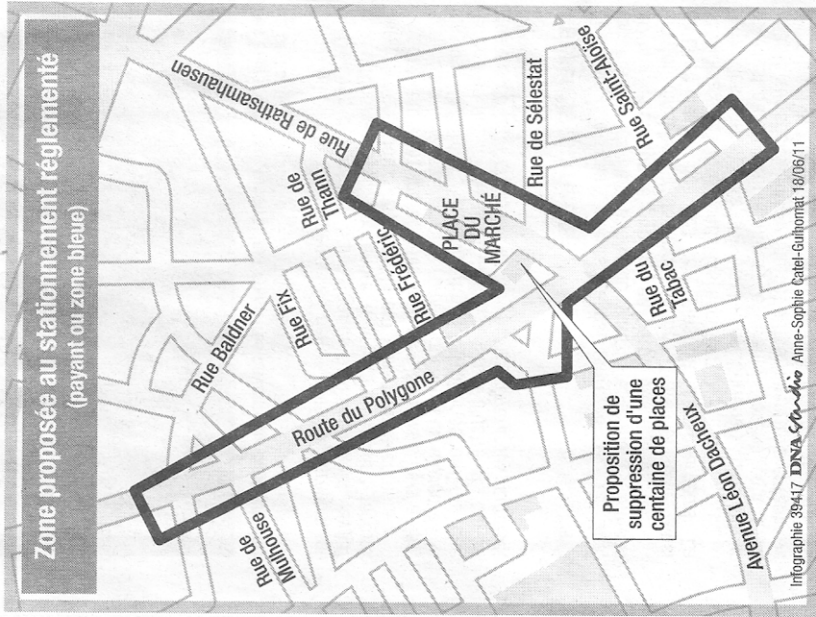 Zone proposée au stationnement réglementé
(payant ou zone bleue)
Rue de Rathsamhausen
Rue de
Thann
Rue Baldner
Rue Fix
Rue Frédéric
PLACE
DU
MARCHÉ
Rue de Sélestat
Rue Saint-Aloise
Route du Polygone
Rue de
Mulhouse
Rue du
Tabac
Proposition de
suppression d'une
centaine de places
Avenue Léon Dacheux
Infographie 39417 DNA Studio Anne-Sophie Catel-Guihomat 18/06/11